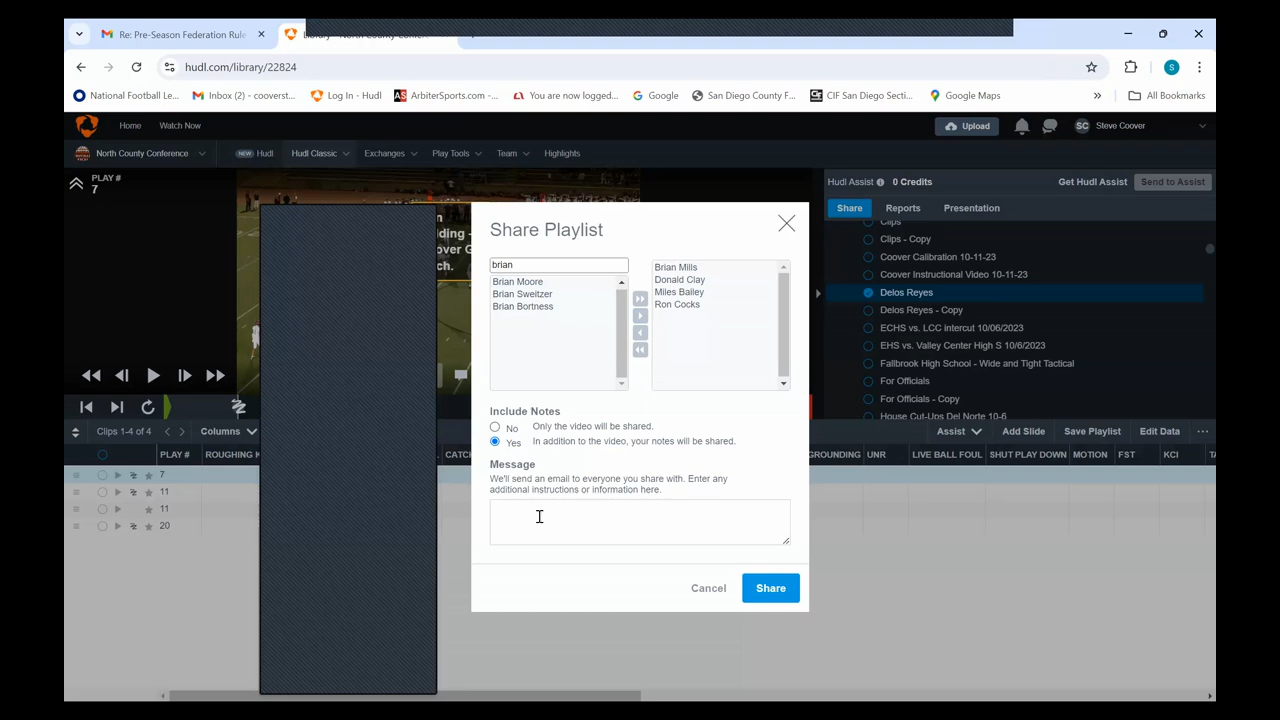 Re: Pre-Season Federation Rule
hudl.com/library/22824
National Football Le...
Inbox (2) - cooverst...
Log In - Hudl
ArbiterSports.com -...
You are now logged...
Google
San Diego County F...
CIF San Diego Secti...
Google Maps
All Bookmarks
Home
Watch Now
Upload
SC
Steve Coover
North County Conference
NEW Hudl
Hudl Classic
Exchanges
Play Tools
Team
Highlights
PLAY #
7
Hudl Assist
0 Credits
Get Hudl Assist
Send to Assist
Share
Reports
Presentation
Clips
Clips - Copy
Coover Calibration 10-11-23
Coover Instructional Video 10-11-23
Delos Reyes
Delos Reyes - Copy
ECHS vs. LCC intercut 10/06/2023
EHS vs. Valley Center High S 10/6/2023
Fallbrook High School - Wide and Tight Tactical
For Officials
For Officials - Copy
House Cut-Ups Del Norte 10-6
Share Playlist
brian
Brian Moore
Brian Sweitzer
Brian Bortness
Brian Mills
Donald Clay
Miles Bailey
Ron Cocks
Include Notes
No
Only the video will be shared.
Yes
In addition to the video, your notes will be shared.
Message
We'll send an email to everyone you share with. Enter any
additional instructions or information here.
Cancel
Share
Clips 1-4 of 4
Columns
Assist
Add Slide
Save Playlist
Edit Data
PLAY #
ROUGHING K
CATC
GROUNDING
UNR
LIVE BALL FOUL
SHUT PLAY DOWN
MOTION
FST
KCI
7
11
11
20